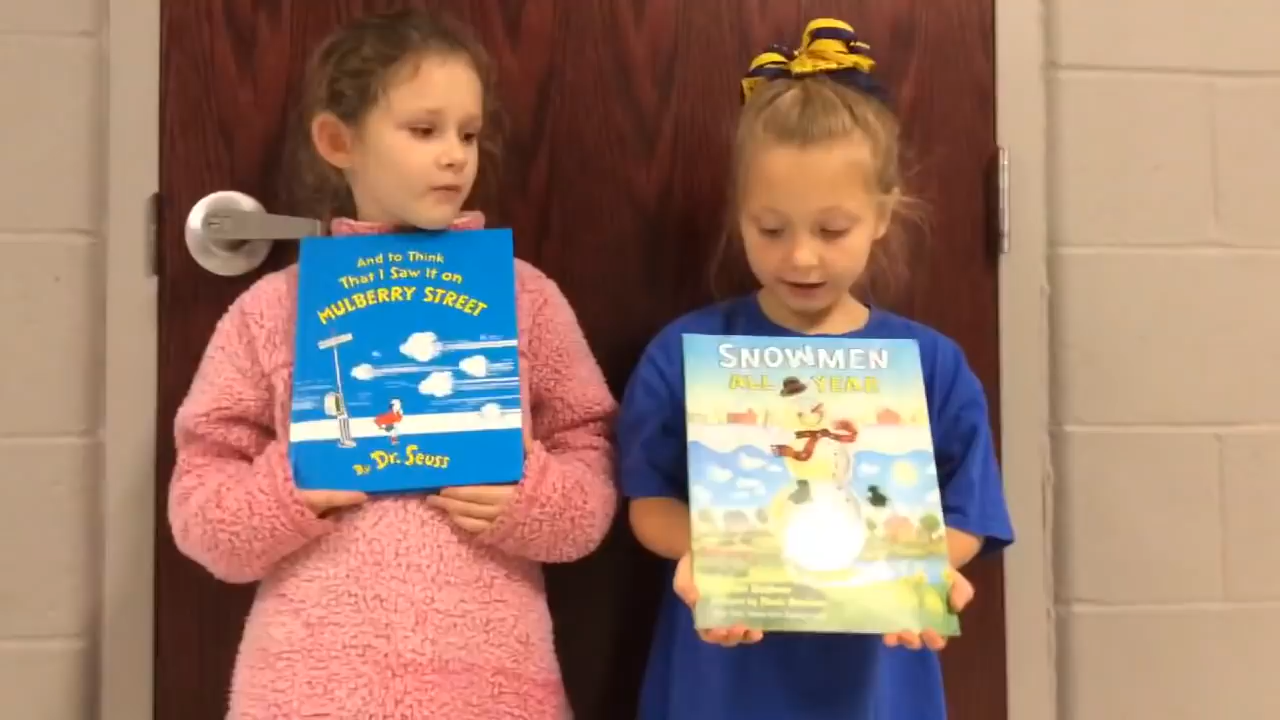 And to Think
That I Saw It on
MULBERRY STREET
By Dr. Seuss
SNOWMEN
ALL YEAR